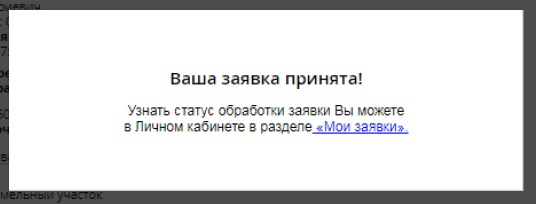 Ваша заявка принята!
Узнать статус обработки заявки Вы можете
в Личном кабинете в разделе «Мои заявки».
мельный участок